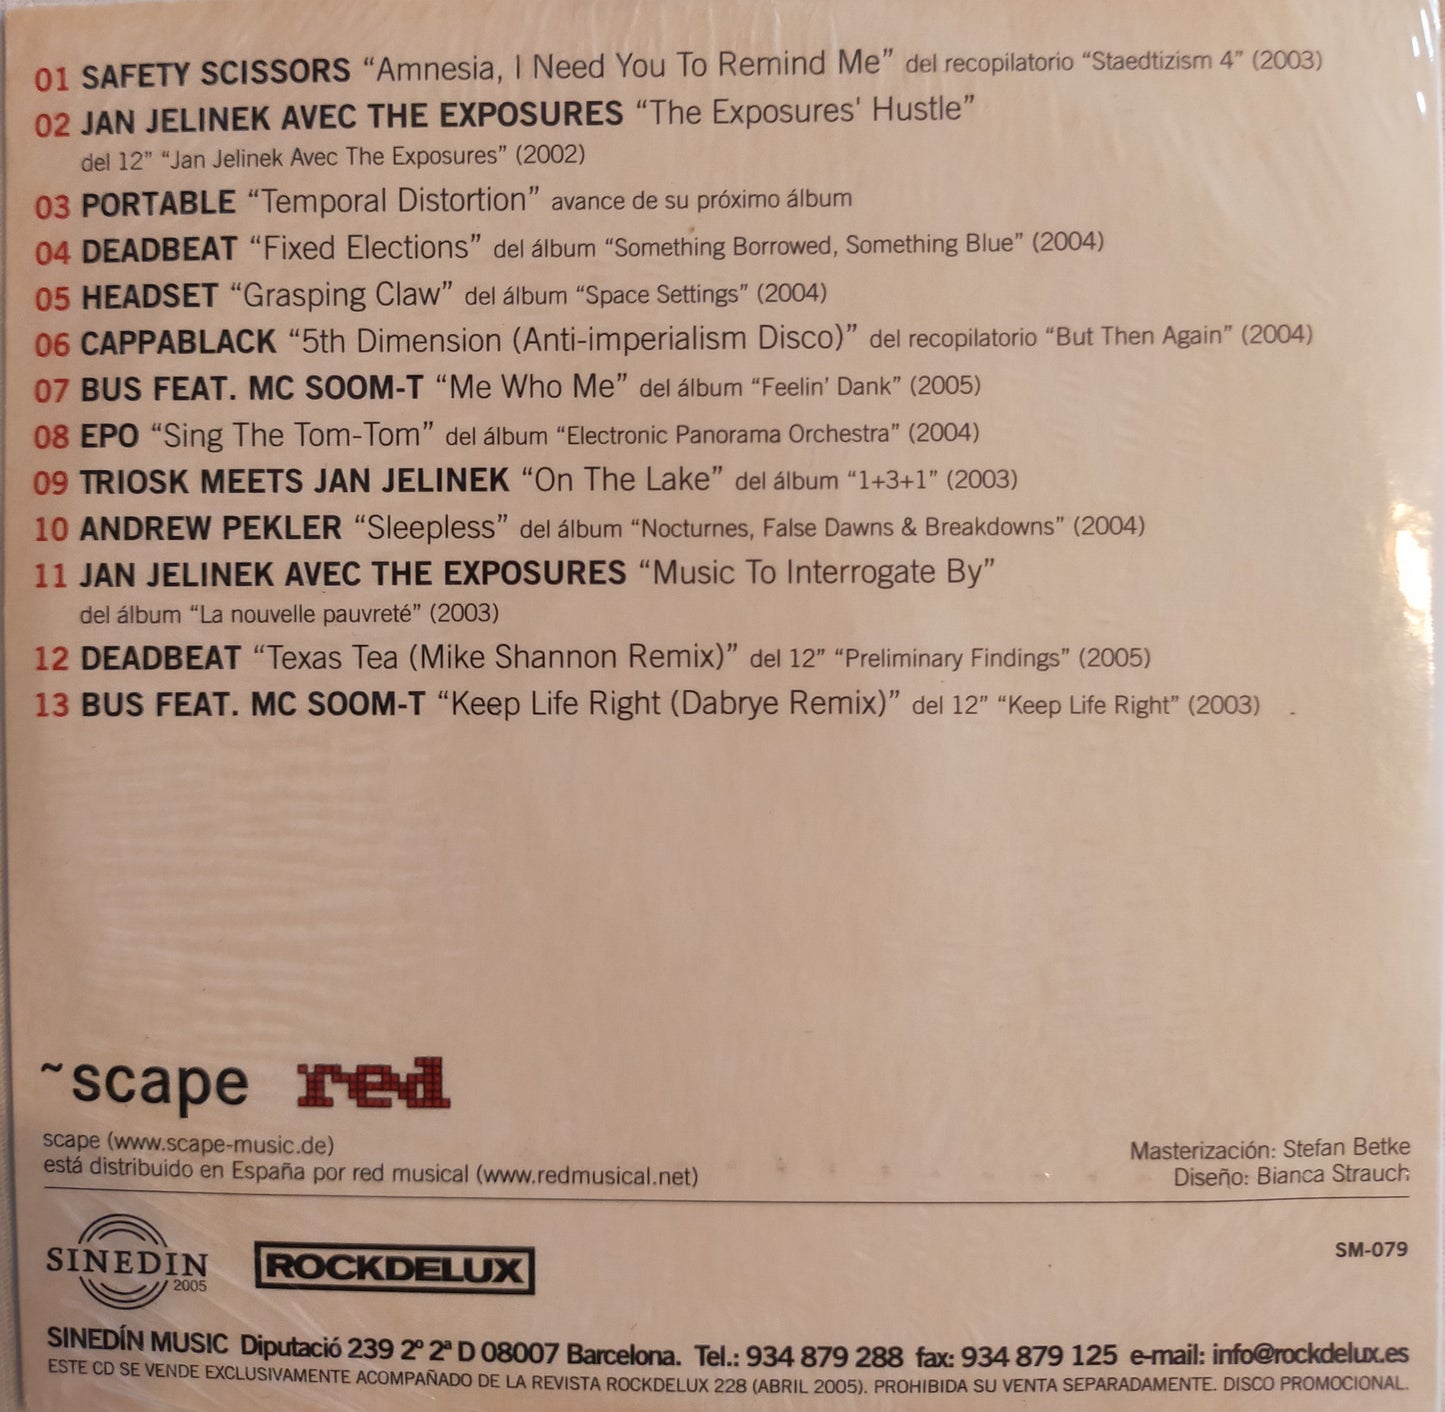 01 SAFETY SCISSORS “Amnesia, I Need You To Remind Me” del recopilatorio “Staedtizism 4” (2003)
02 JAN JELINEK AVEC THE EXPOSURES “The Exposures' Hustle”
del 12” “Jan Jelinek Avec The Exposures” (2002)
03 PORTABLE “Temporal Distortion” avance de su próximo álbum
04 DEADBEAT “Fixed Elections” del álbum “Something Borrowed, Something Blue” (2004)
05 HEADSET “Grasping Claw” del álbum “Space Settings” (2004)
06 CAPPABLACK “5th Dimension (Anti-imperialism Disco)” del recopilatorio “But Then Again” (2004)
07 BUS FEAT. MC SOOM-T “Me Who Me” del álbum “Feelin’ Dank” (2005)
08 EPO “Sing The Tom-Tom” del álbum “Electronic Panorama Orchestra” (2004)
09 TRIOSK MEETS JAN JELINEK “On The Lake” del álbum “1+3+1” (2003)
10 ANDREW PEKLER “Sleepless” del álbum “Nocturnes, False Dawns & Breakdowns” (2004)
11 JAN JELINEK AVEC THE EXPOSURES “Music To Interrogate By”
del álbum “La nouvelle pauvreté” (2003)
12 DEADBEAT “Texas Tea (Mike Shannon Remix)” del 12” “Preliminary Findings” (2005)
13 BUS FEAT. MC SOOM-T “Keep Life Right (Dabrye Remix)” del 12” “Keep Life Right” (2003)
~scape red
scape (www.scape-music.de)
está distribuido en España por red musical (www.redmusical.net)
Masterización: Stefan Betke
Diseño: Bianca Strauch
SINEDIN
2005
ROCKDELUX
SM-079
SINEDÍN MUSIC Diputació 239 2º 2ª D 08007 Barcelona. Tel.: 934 879 288 fax: 934 879 125 e-mail: info@rockdelux.es
ESTE CD SE VENDE EXCLUSIVAMENTE ACOMPAÑADO DE LA REVISTA ROCKDELUX 228 (ABRIL 2005). PROHIBIDA SU VENTA SEPARADAMENTE. DISCO PROMOCIONAL.